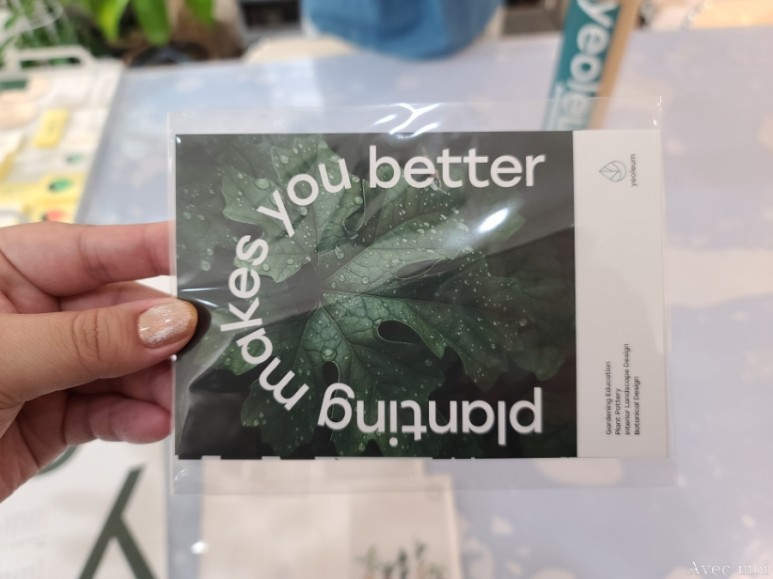 planting makes you better
yeoleum
Gardening Education
Plant Pottery
Interior Landscape Design
Botanical Design
yeoleu
Avec moi